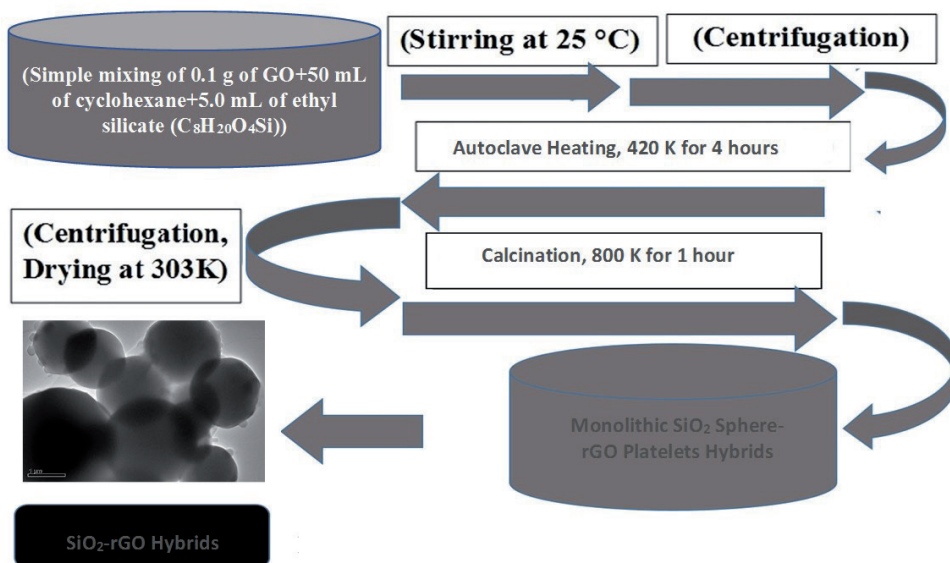 (Simple mixing of 0.1 g of GO+50 mL
of cyclohexane+5.0 mL of ethyl
silicate (C₈H₂₀O₄Si))
(Stirring at 25 °C)
(Centrifugation)
Autoclave Heating, 420 K for 4 hours
(Centrifugation,
Drying at 303K)
Calcination, 800 K for 1 hour
Monolithic SiO₂ Sphere-
rGO Platelets Hybrids
SiO₂-rGO Hybrids